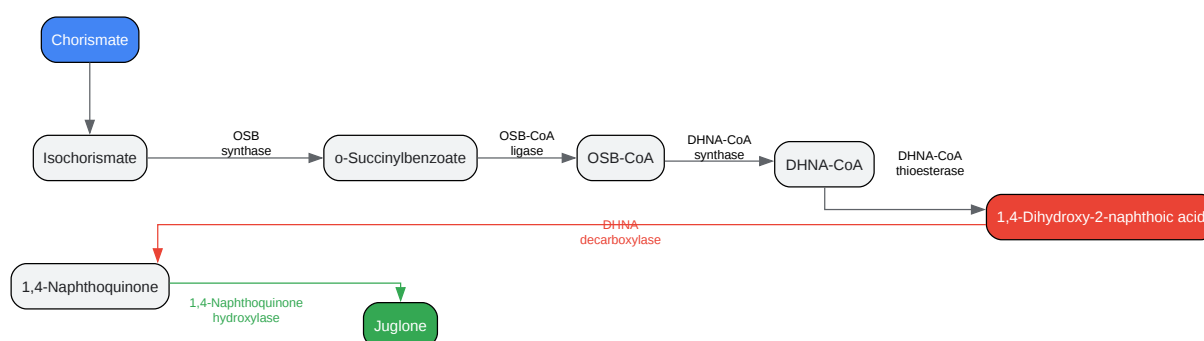 Chorismate
Isochorismate
OSB
synthase
o-Succinylbenzoate
OSB-CoA
ligase
OSB-CoA
DHNA-CoA
synthase
DHNA-CoA
DHNA-CoA
thioesterase
1,4-Dihydroxy-2-naphthoic acid
DHNA
decarboxylase
1,4-Naphthoquinone
1,4-Naphthoquinone
hydroxylase
Juglone